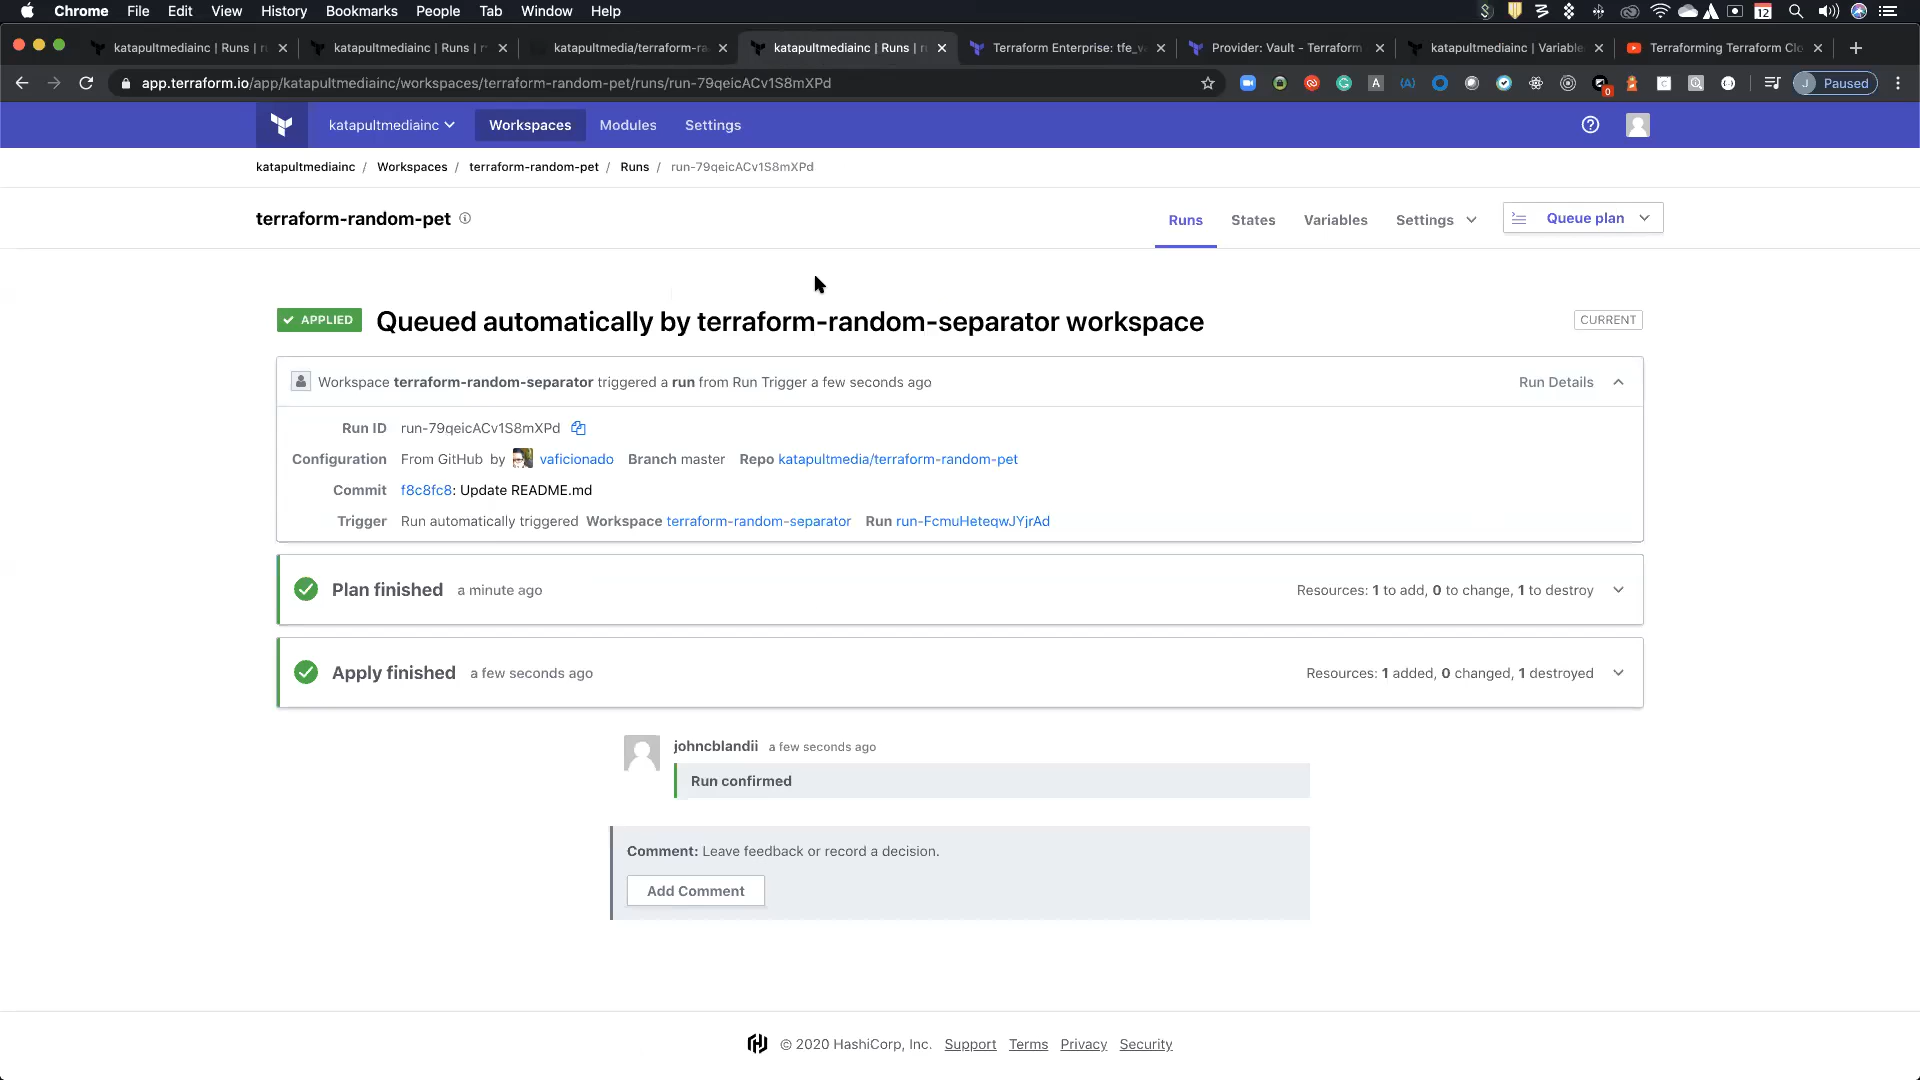 Chrome File Edit View History Bookmarks People Tab Window Help 12
katapultmediainc | Runs | r katapultmediainc | Runs | r katapultmedia/terraform-ra katapultmediainc | Runs | r Terraform Enterprise: tfe_v Provider: Vault - Terraform katapultmediainc | Variable Terraforming Terraform Clo
app.terraform.io/app/katapultmediainc/workspaces/terraform-random-pet/runs/run-79qeicACv1S8mXPd 0 J Paused
katapultmediainc Workspaces Modules Settings
katapultmediainc / Workspaces / terraform-random-pet / Runs / run-79qeicACv1S8mXPd
terraform-random-pet Runs States Variables Settings Queue plan
APPLIED Queued automatically by terraform-random-separator workspace CURRENT
Workspace terraform-random-separator triggered a run from Run Trigger a few seconds ago Run Details
Run ID run-79qeicACv1S8mXPd
Configuration From GitHub by vaficionado Branch master Repo katapultmedia/terraform-random-pet
Commit f8c8fc8: Update README.md
Trigger Run automatically triggered Workspace terraform-random-separator Run run-FcmuHeteqwJYjrAd
Plan finished a minute ago Resources: 1 to add, 0 to change, 1 to destroy
Apply finished a few seconds ago Resources: 1 added, 0 changed, 1 destroyed
johncblandii a few seconds ago
Run confirmed
Comment: Leave feedback or record a decision.
Add Comment
© 2020 HashiCorp, Inc. Support Terms Privacy Security